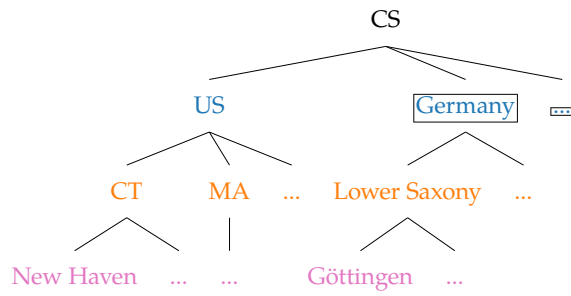 CS
US Germany ...
CT MA ... Lower Saxony ...
New Haven ... ... Göttingen ...